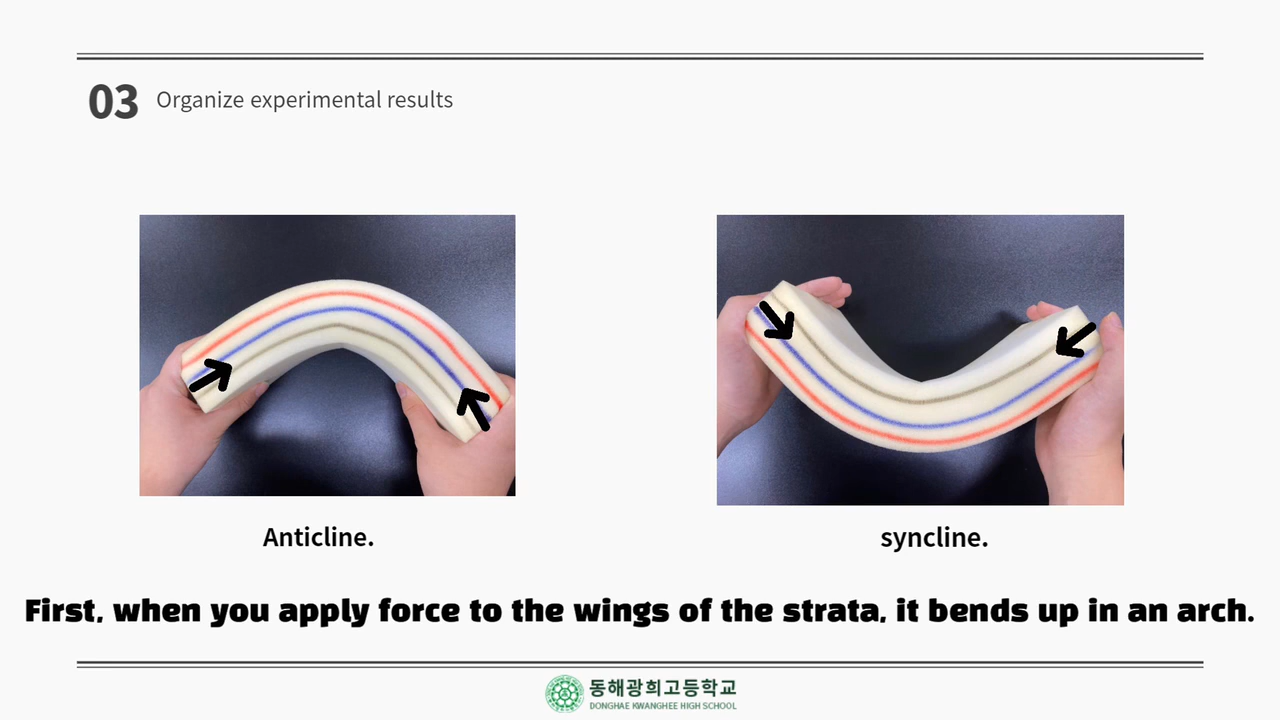 03 Organize experimental results
Anticline.
syncline.
First, when you apply force to the wings of the strata, it bends up in an arch.
동해광희고등학교
DONGHAE KWANGHEE HIGH SCHOOL